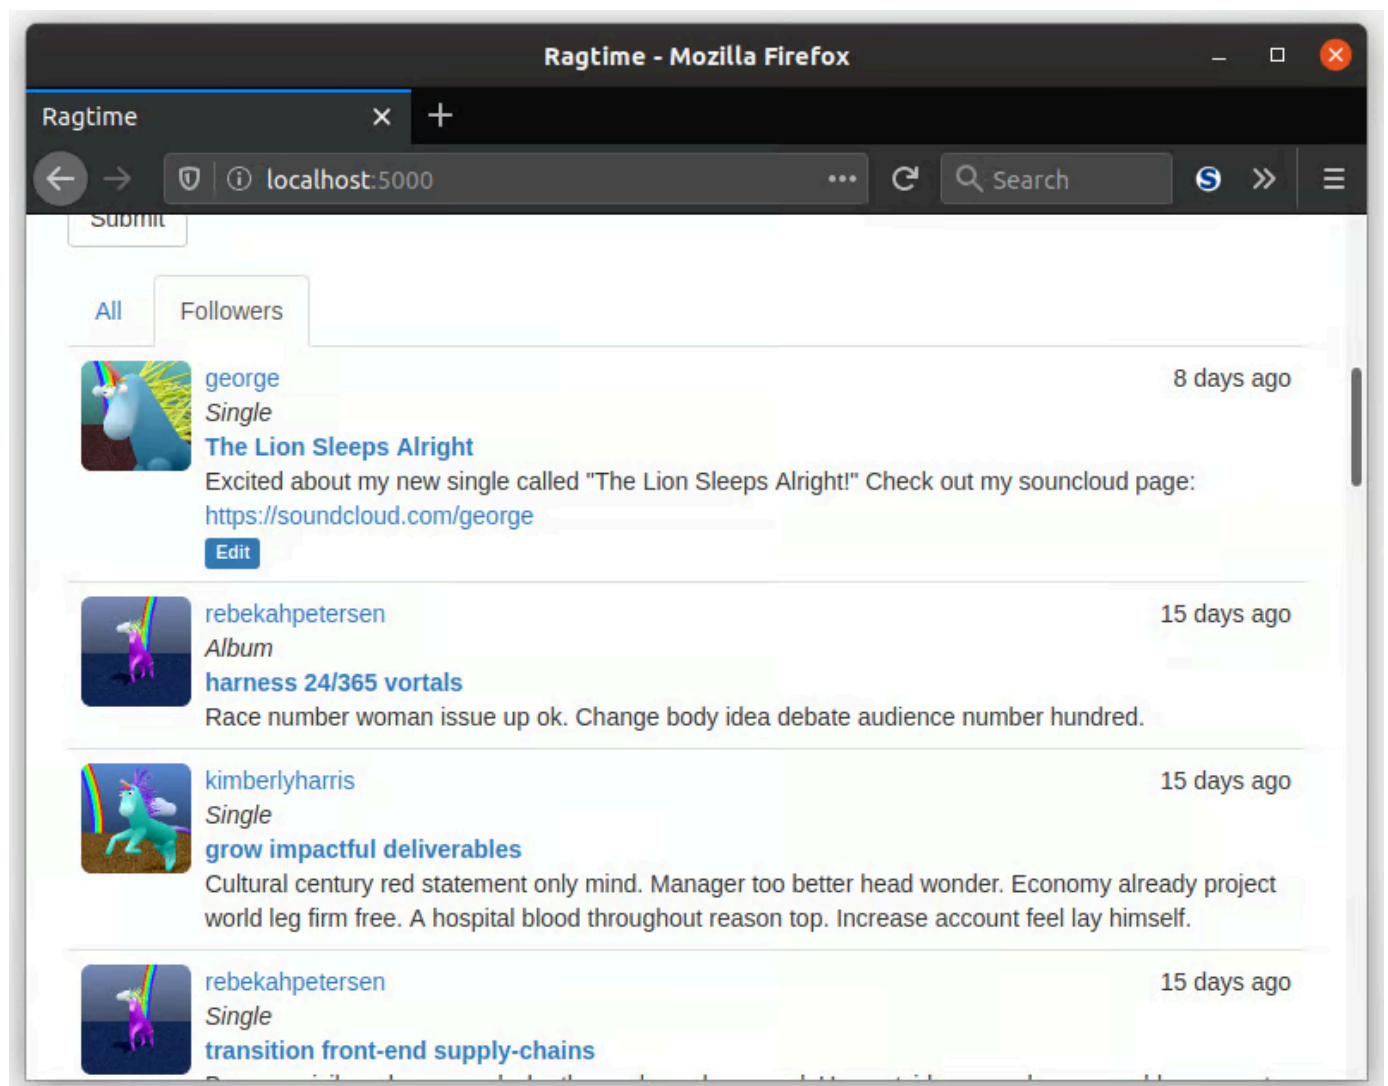 Ragtime - Mozilla Firefox
Ragtime
localhost:5000
Search
Submit
All Followers
george 8 days ago
Single
The Lion Sleeps Alright
Excited about my new single called "The Lion Sleeps Alright!" Check out my souncloud page:
https://soundcloud.com/george
Edit
rebekahpetersen 15 days ago
Album
harness 24/365 vortals
Race number woman issue up ok. Change body idea debate audience number hundred.
kimberlyharris 15 days ago
Single
grow impactful deliverables
Cultural century red statement only mind. Manager too better head wonder. Economy already project
world leg firm free. A hospital blood throughout reason top. Increase account feel lay himself.
rebekahpetersen 15 days ago
Single
transition front-end supply-chains